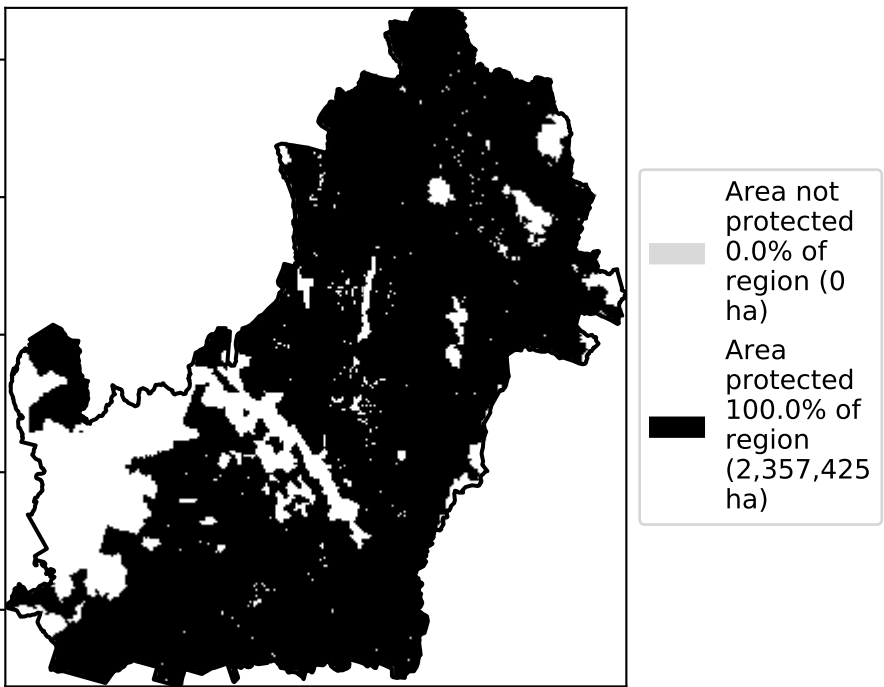 Area not
protected
0.0% of
region (0
ha)
Area
protected
100.0% of
region
(2,357,425
ha)